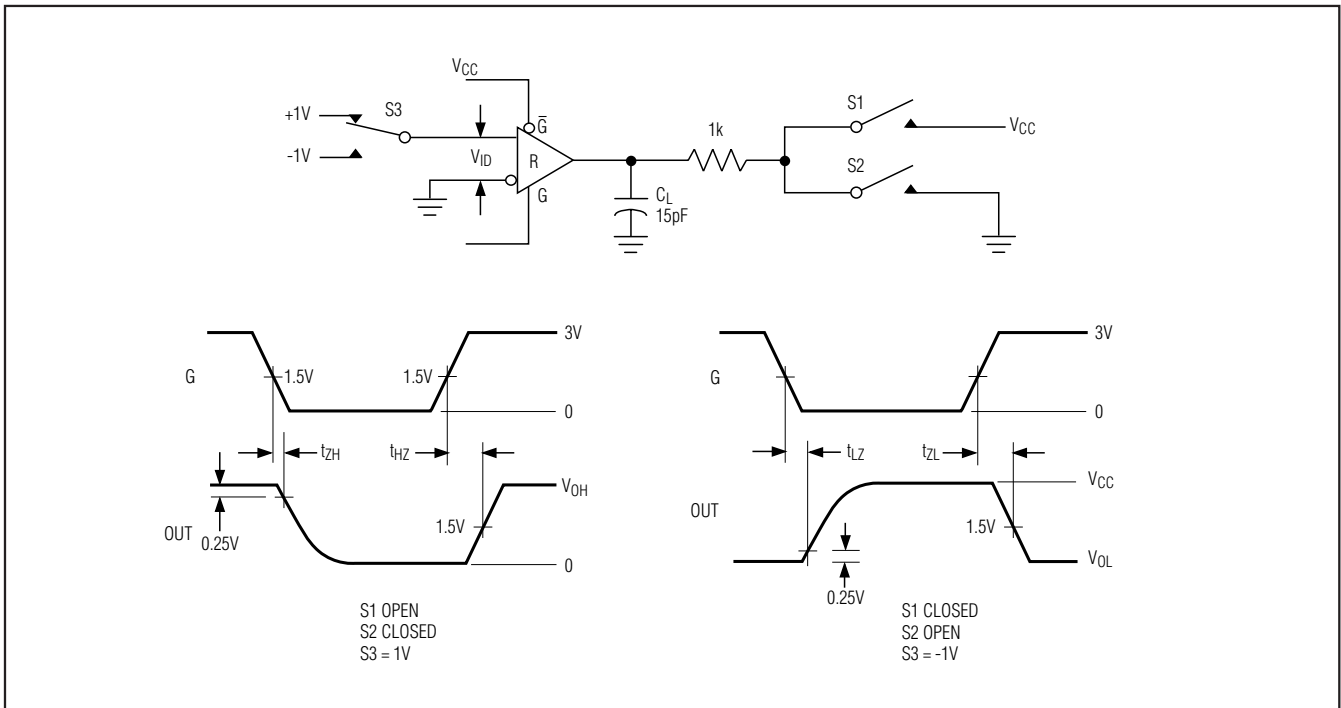 V_CC
+1V
S3
-1V
V_ID
G̅
R
G
C_L
15pF
1k
S1
V_CC
S2
G
1.5V
1.5V
3V
0
t_ZH
t_HZ
V_OH
OUT
0.25V
1.5V
0
S1 OPEN
S2 CLOSED
S3 = 1V
G
3V
0
t_LZ
t_ZL
V_CC
OUT
1.5V
V_OL
0.25V
S1 CLOSED
S2 OPEN
S3 = -1V